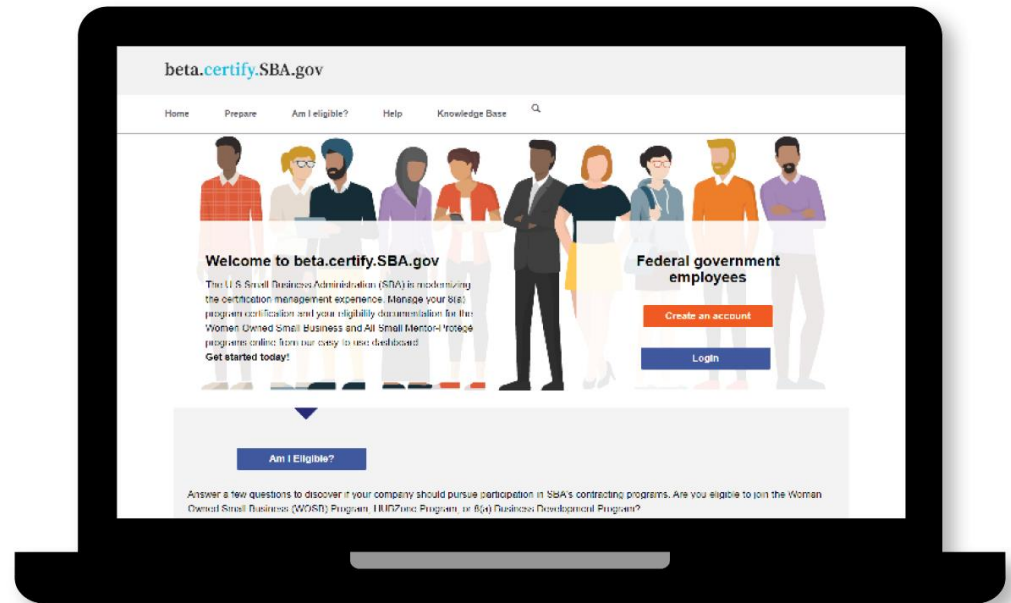 beta.certify.SBA.gov
Home Prepare Am I eligible? Help Knowledge Base
Welcome to beta.certify.SBA.gov
The U.S Small Business Administration (SBA) is modernizing
the certification management experience. Manage your 8(a)
program certification and your eligibility documentation for the
Women Owned Small Business and All Small Mentor-Protégé
programs online from our easy to use dashboard
Get started today!
Federal government
employees
Create an account
Login
Am I Eligible?
Answer a few questions to discover if your company should pursue participation in SBA's contracting programs. Are you eligible to join the Woman
Owned Small Business (WOSB) Program, HUBZone Program, or 8(a) Business Development Program?